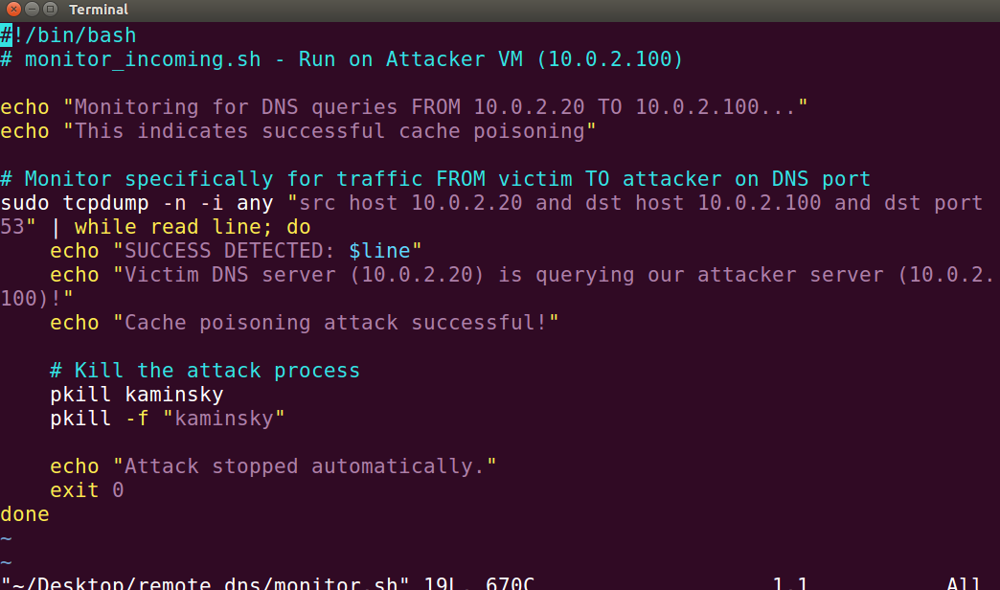 Terminal
#!/bin/bash
# monitor_incoming.sh - Run on Attacker VM (10.0.2.100)
echo "Monitoring for DNS queries FROM 10.0.2.20 TO 10.0.2.100..."
echo "This indicates successful cache poisoning"
# Monitor specifically for traffic FROM victim TO attacker on DNS port
sudo tcpdump -n -i any "src host 10.0.2.20 and dst host 10.0.2.100 and dst port
53" | while read line; do
    echo "SUCCESS DETECTED: $line"
    echo "Victim DNS server (10.0.2.20) is querying our attacker server (10.0.2.
100)!"
    echo "Cache poisoning attack successful!"
    # Kill the attack process
    pkill kaminsky
    pkill -f "kaminsky"
    echo "Attack stopped automatically."
    exit 0
done
~
~
"~/Desktop/remote_dns/monitor.sh" 19L, 670C 1,1 All